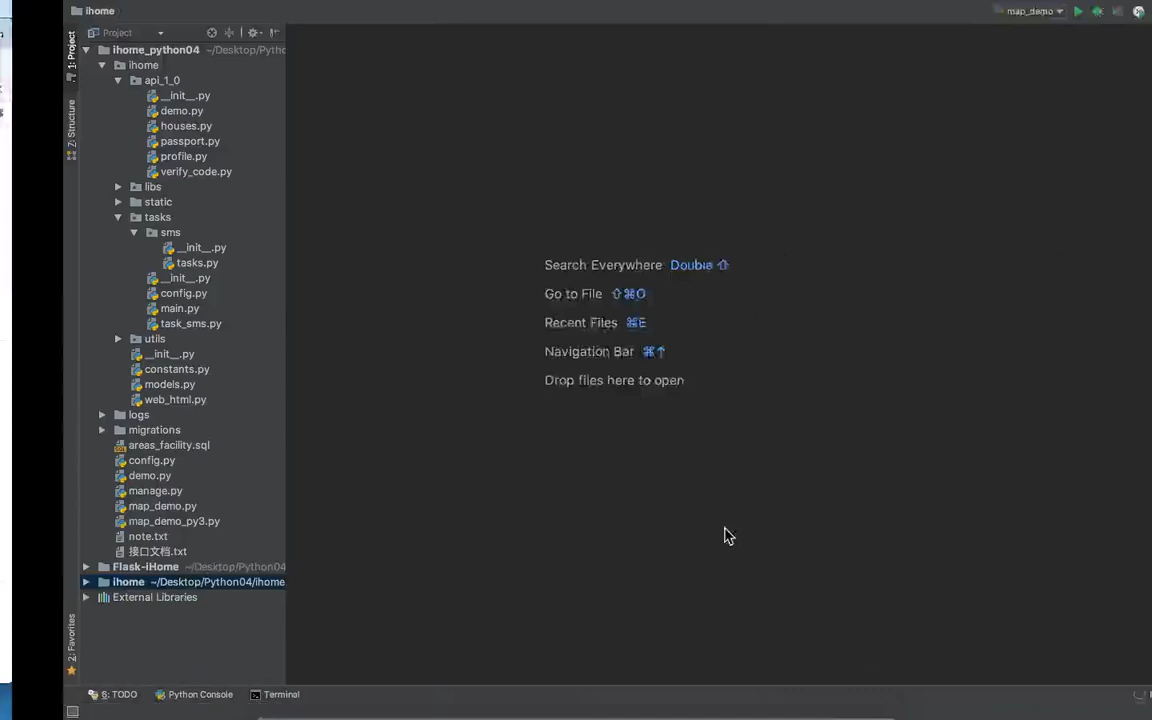 ihome
map_demo
1: Project
Project
7: Structure
ihome_python04 ~/Desktop/Pythc
ihome
api_1_0
__init__.py
demo.py
houses.py
passport.py
profile.py
verify_code.py
libs
static
tasks
sms
__init__.py
tasks.py
__init__.py
config.py
main.py
task_sms.py
utils
__init__.py
constants.py
models.py
web_html.py
logs
migrations
areas_facility.sql
config.py
demo.py
manage.py
map_demo.py
map_demo_py3.py
note.txt
接口文档.txt
Flask-iHome ~/Desktop/Python04
ihome ~/Desktop/Python04/ihome
External Libraries
Search Everywhere Double ⇧
Go to File ⇧⌘O
Recent Files ⌘E
Navigation Bar ⌘↑
Drop files here to open
2: Favorites
6: TODO
Python Console
Terminal